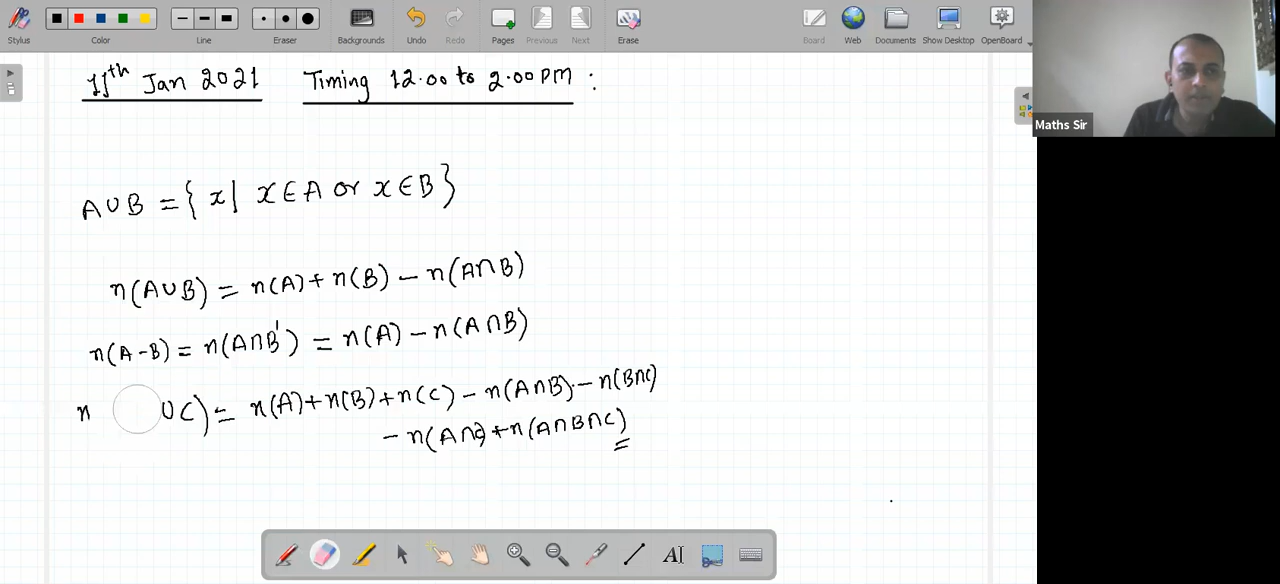 Stylus Color Line Eraser Backgrounds Undo Redo Pages Previous Next Erase Board Web Documents Show Desktop OpenBoard
Maths Sir
11th Jan 2021 Timing 12.00 to 2.00 PM :
A∪B = { x | x∈A or x∈B }
n(A∪B) = n(A) + n(B) − n(A∩B)
n(A-B) = n(A∩B') = n(A) − n(A∩B)
n ∪C) = n(A)+n(B)+n(C) − n(A∩B) − n(B∩C)
− n(A∩C) + n(A∩B∩C)
AI